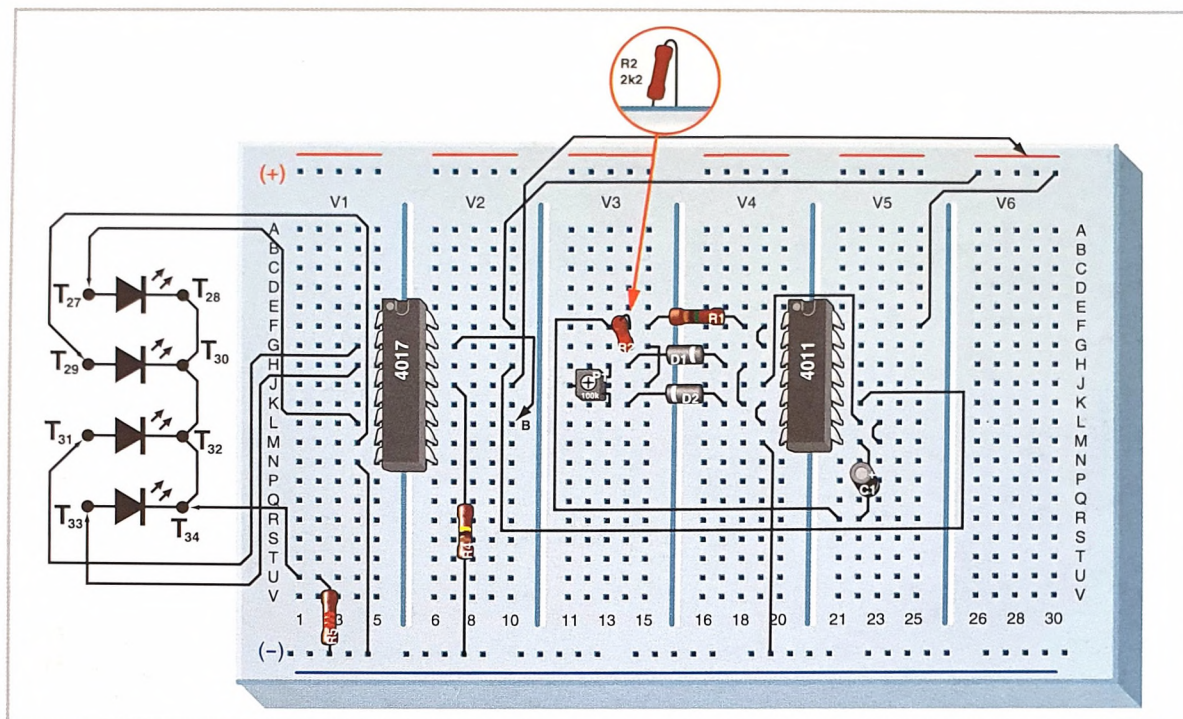 R2
2k2
(+)
V1 V2 V3 V4 V5 V6
A A
B B
C C
D D
E E
F F
G G
H H
J J
K K
L L
M M
N N
P P
Q Q
R R
S S
T T
U U
V V
T27 T28
T29 T30
T31 T32
T33 T34
4017
4011
R2
R1
D1
P1
100k
D2
B
C1
R5
1 3 5 6 8 10 11 13 15 16 18 20 21 23 25 26 28 30
(-)